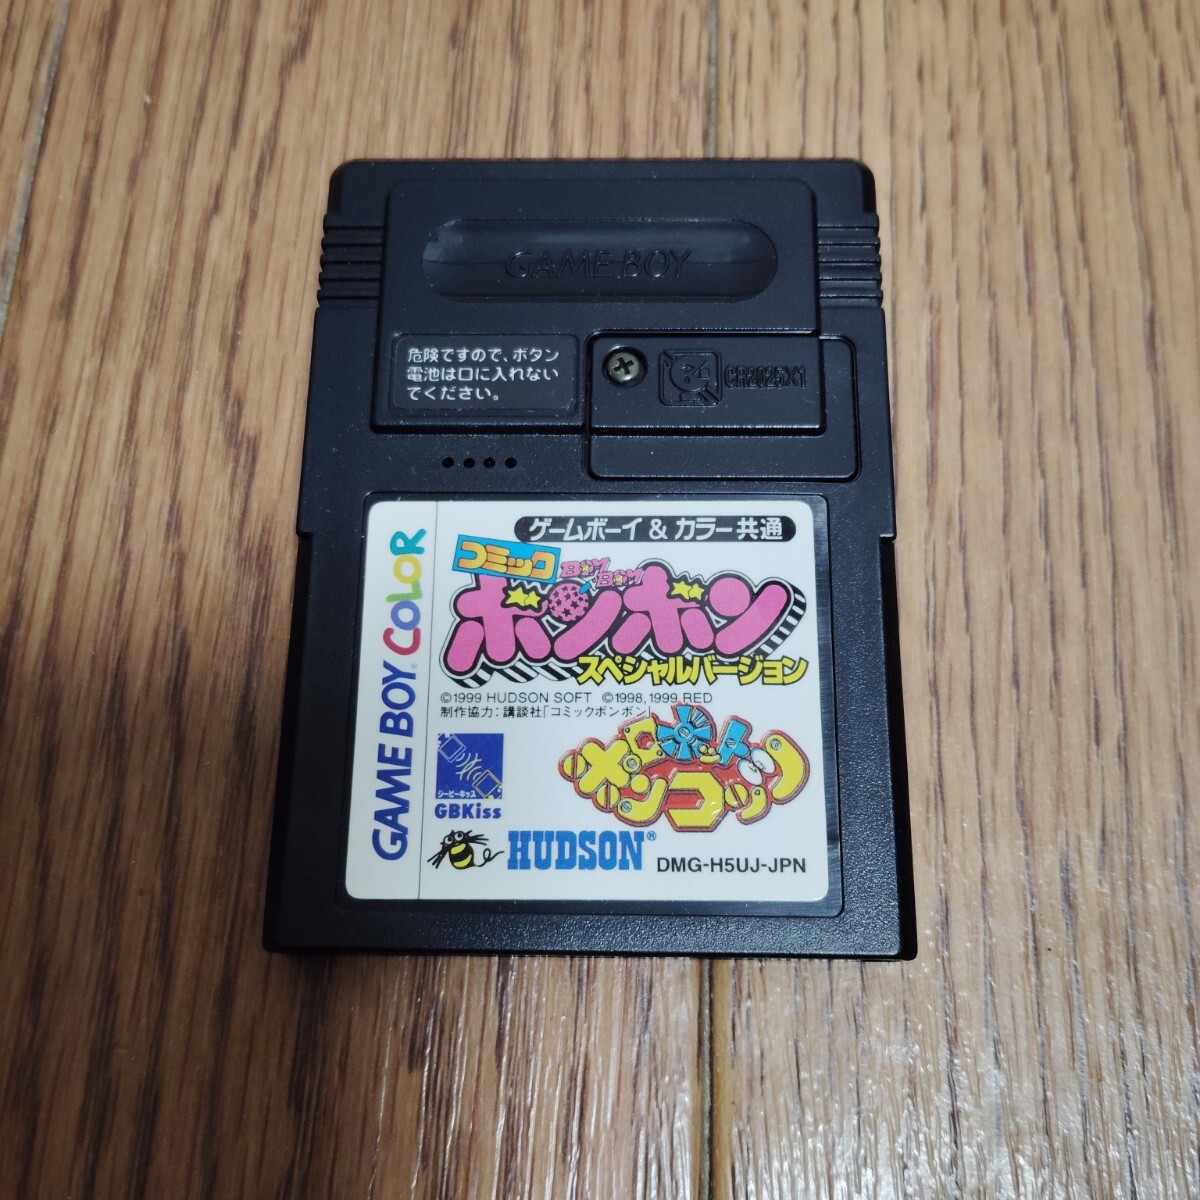 GAME BOY
危険ですので、ボタン
電池は口に入れない
でください。
CR2025X1
ゲームボーイ&カラー共通
GAME BOY COLOR
コミック
BOM BOM
ボンボン
スペシャルバージョン
©1999 HUDSON SOFT ©1998,1999 RED
制作協力:講談社「コミックボンボン」
ロボット
ポンコッツ
ジービーキッス
GBKiss
HUDSON®
DMG-H5UJ-JPN